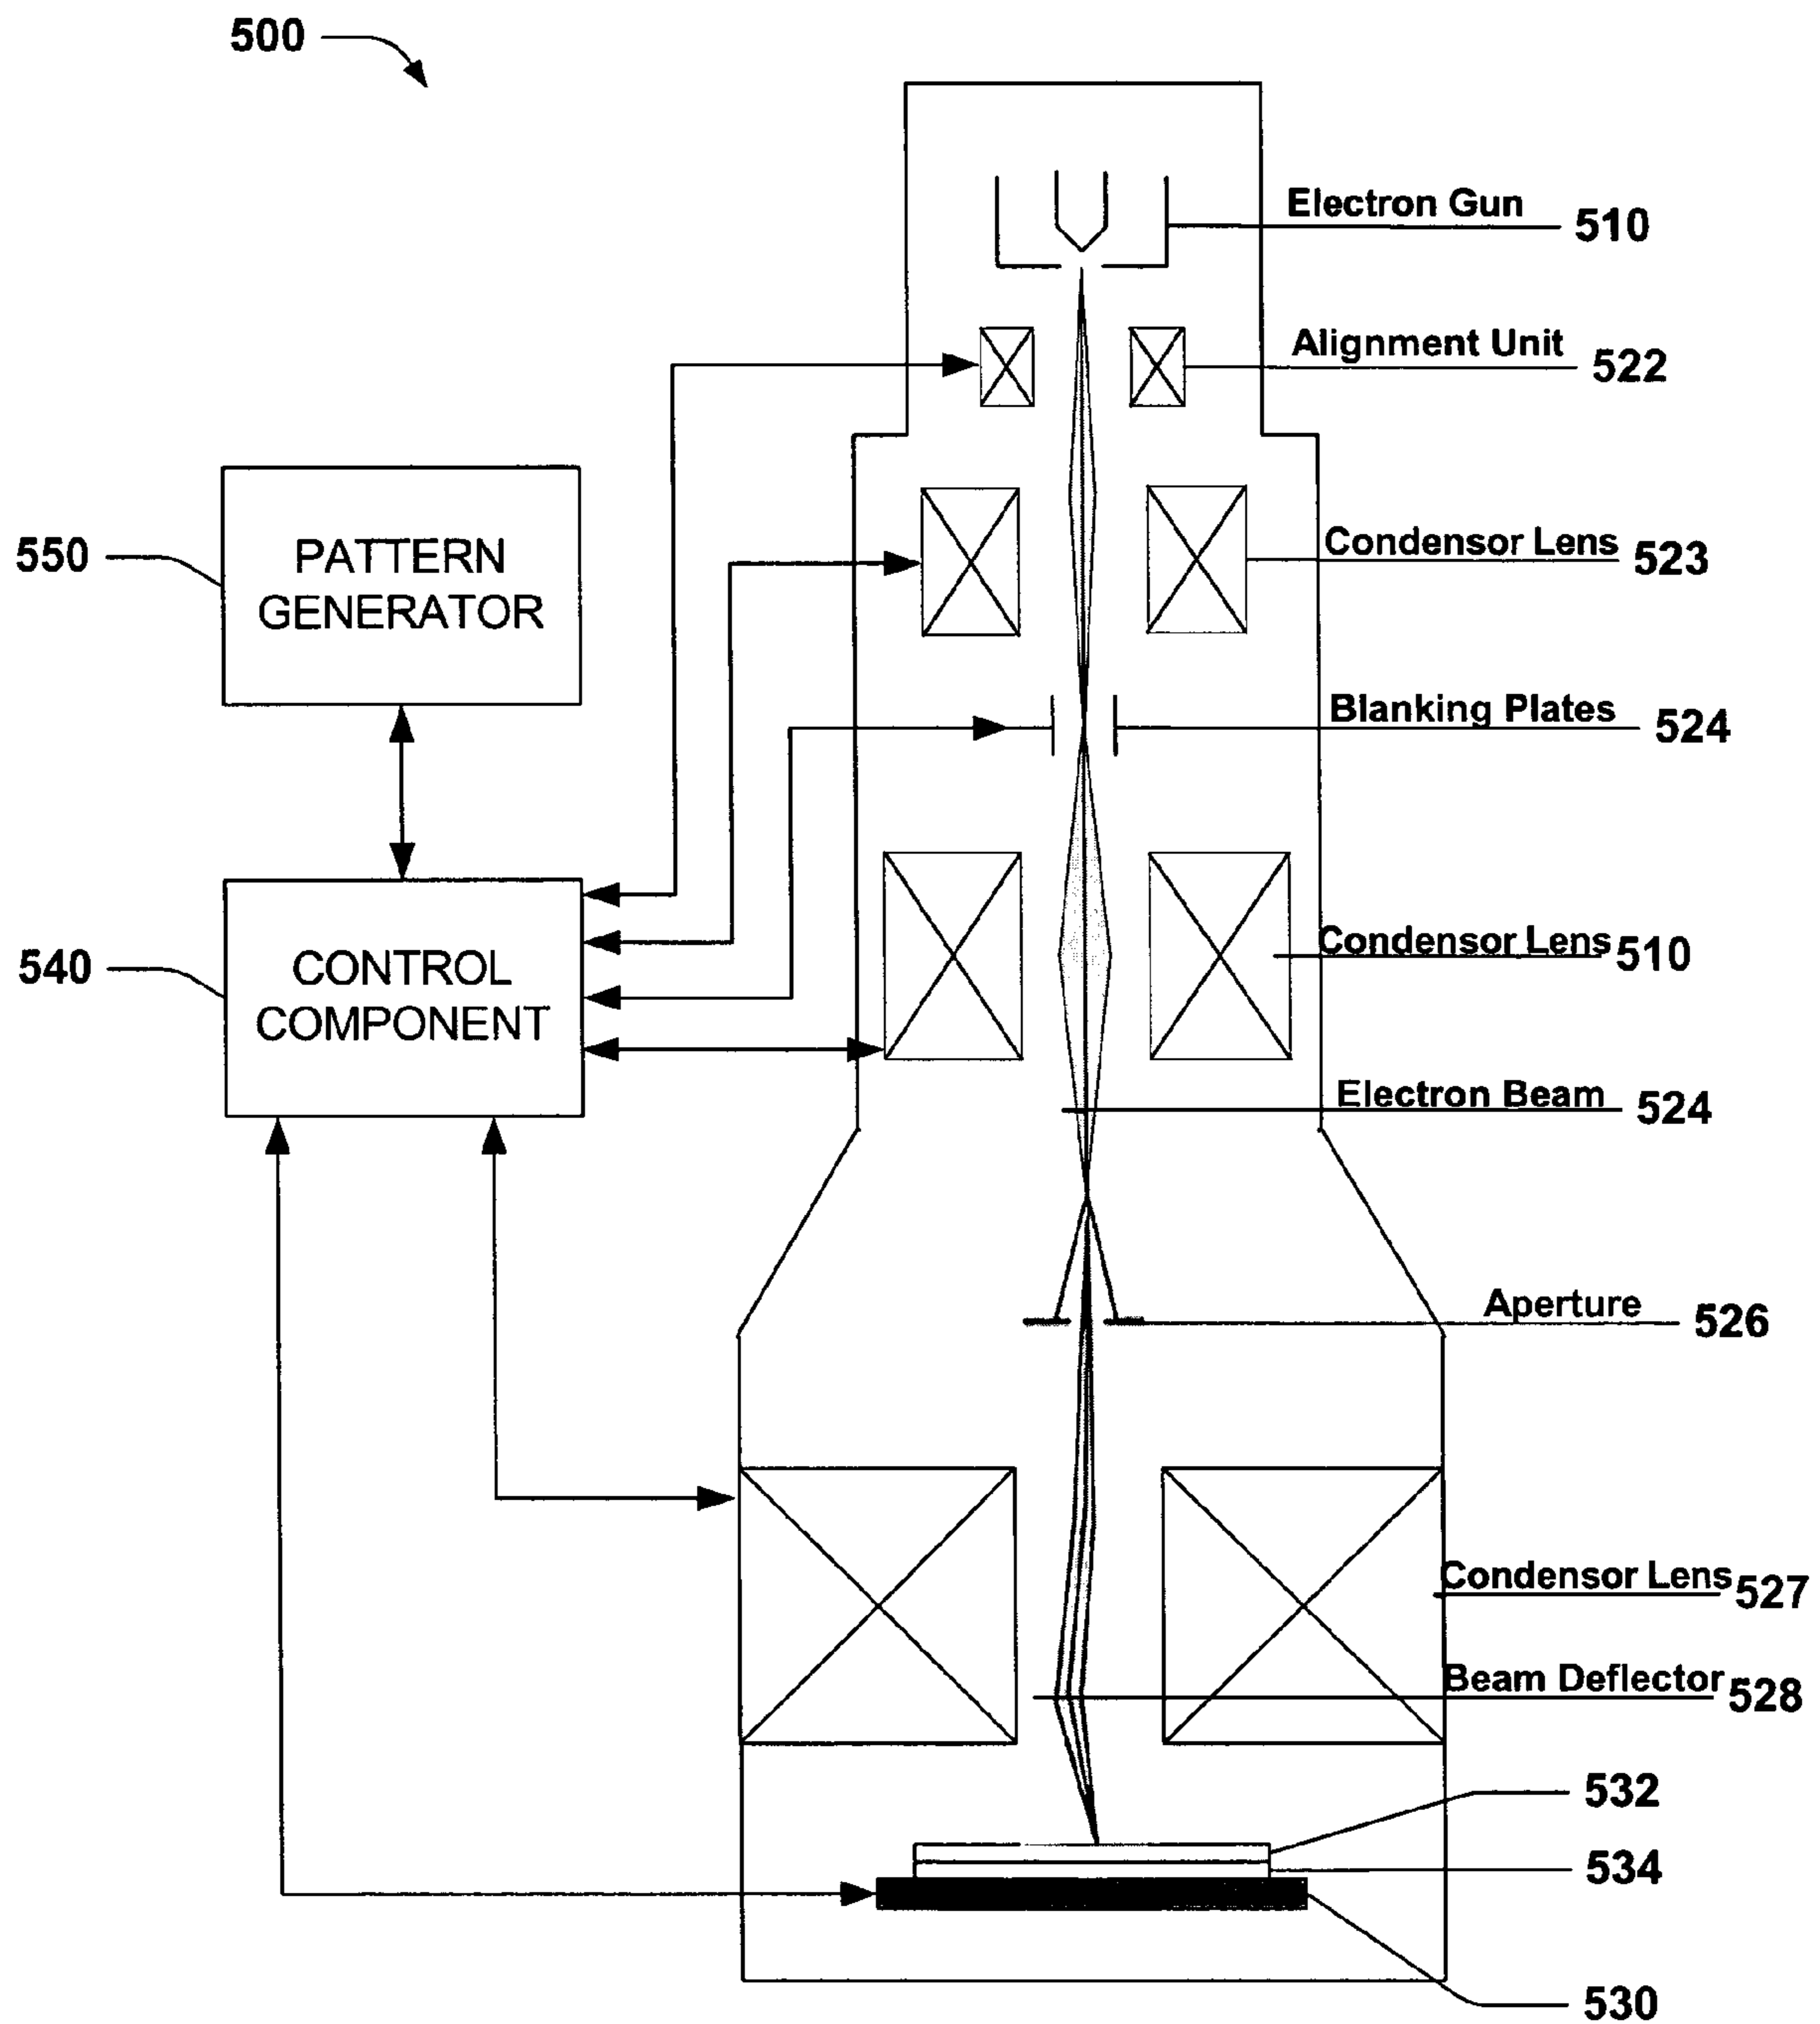 500
Electron Gun 510
Alignment Unit 522
550
PATTERN
GENERATOR
Condensor Lens 523
Blanking Plates 524
540
CONTROL
COMPONENT
Condensor Lens 510
Electron Beam 524
Aperture 526
Condensor Lens 527
Beam Deflector 528
532
534
530